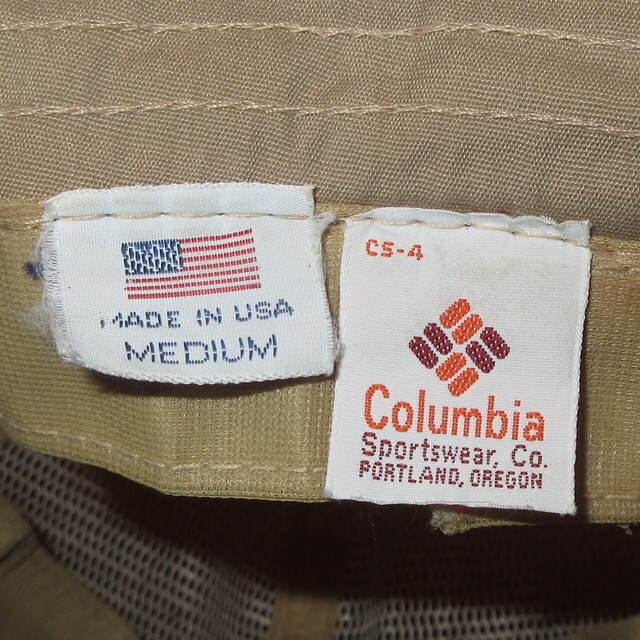 MADE IN USA
MEDIUM
CS-4
Columbia
Sportswear, Co.
PORTLAND, OREGON